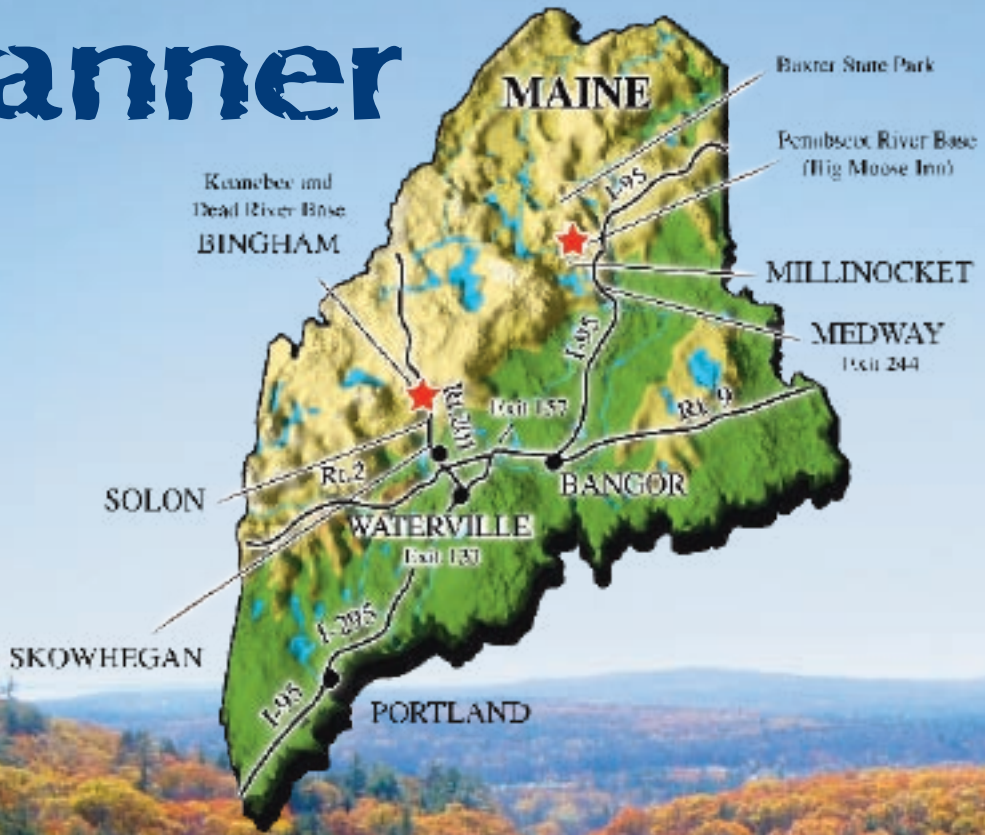 anner
MAINE
Baxter State Park
Penobscot River Base
(Big Moose Inn)
I-95
Kennebec and
Dead River Base
BINGHAM
MILLINOCKET
MEDWAY
Exit 244
I-95
Rt. 201
Exit 157
Rt. 9
SOLON
Rt.2
BANGOR
WATERVILLE
SKOWHEGAN
I-295
I-95
PORTLAND